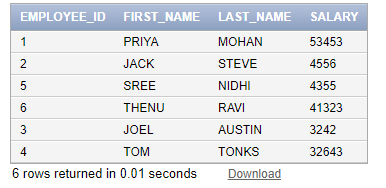 EMPLOYEE_ID FIRST_NAME LAST_NAME SALARY
1 PRIYA MOHAN 53453
2 JACK STEVE 4556
5 SREE NIDHI 4355
6 THENU RAVI 41323
3 JOEL AUSTIN 3242
4 TOM TONKS 32643
6 rows returned in 0.01 seconds Download